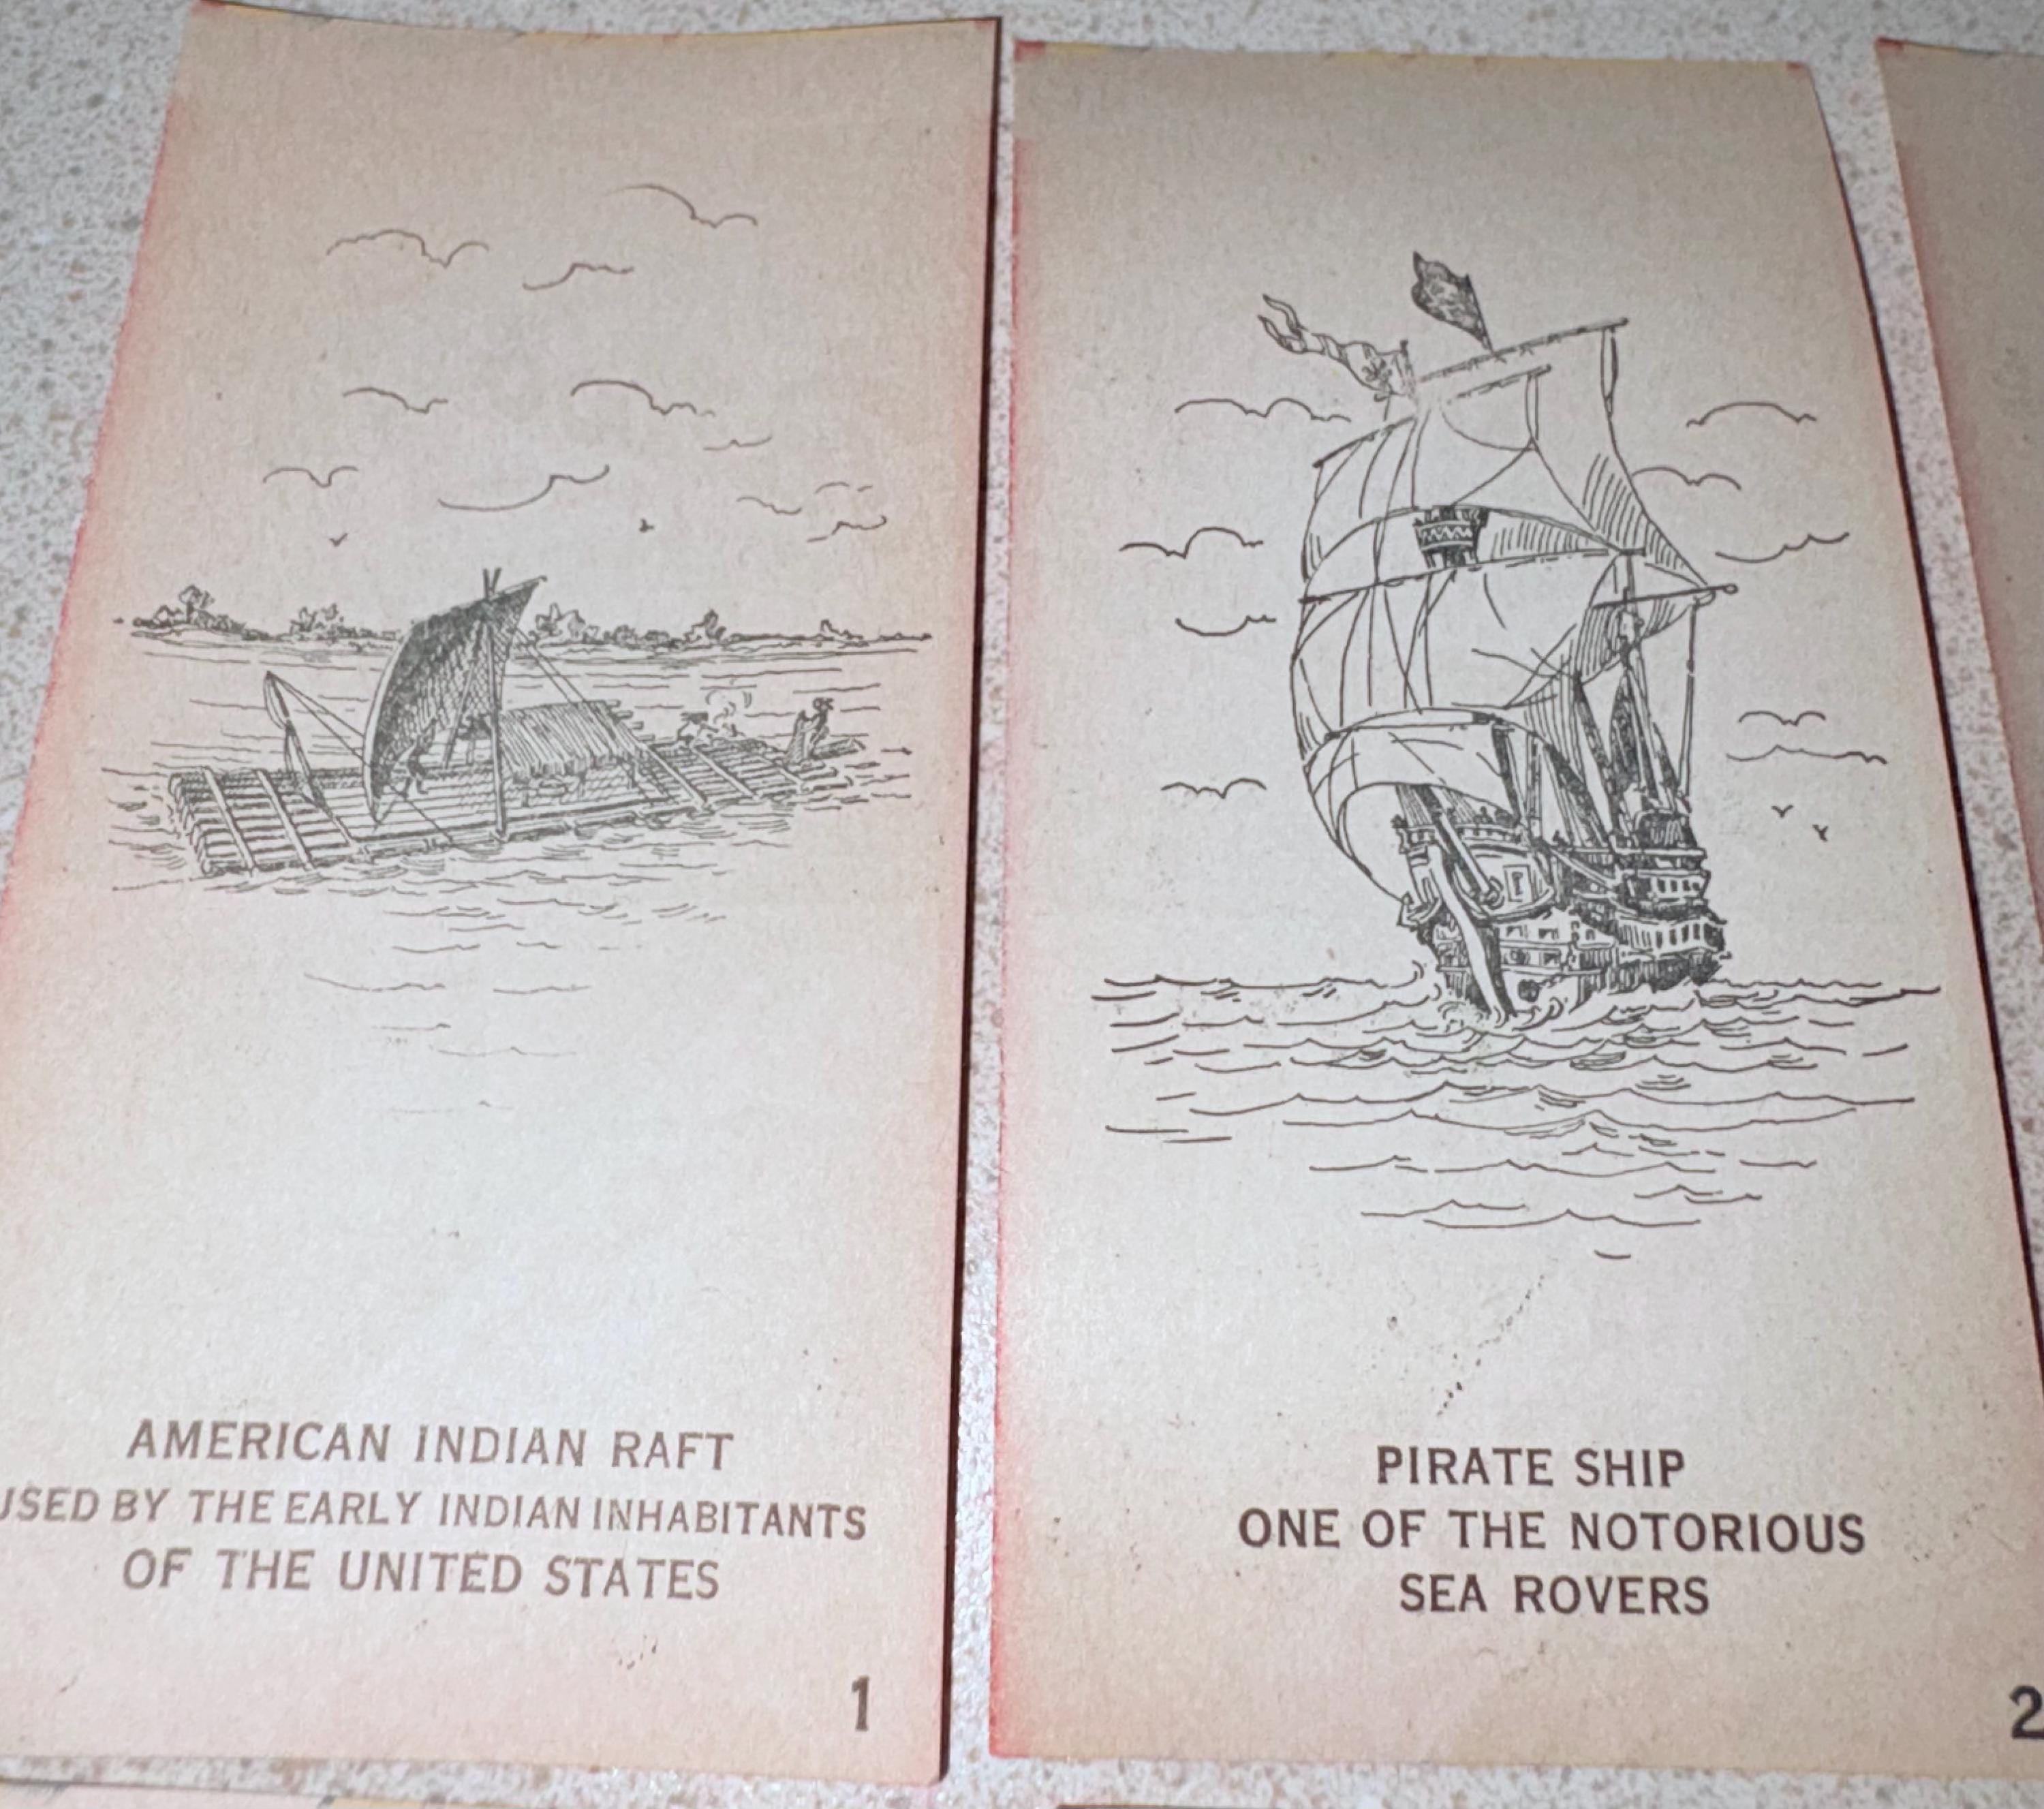 AMERICAN INDIAN RAFT
USED BY THE EARLY INDIAN INHABITANTS
OF THE UNITED STATES
1
PIRATE SHIP
ONE OF THE NOTORIOUS
SEA ROVERS
2